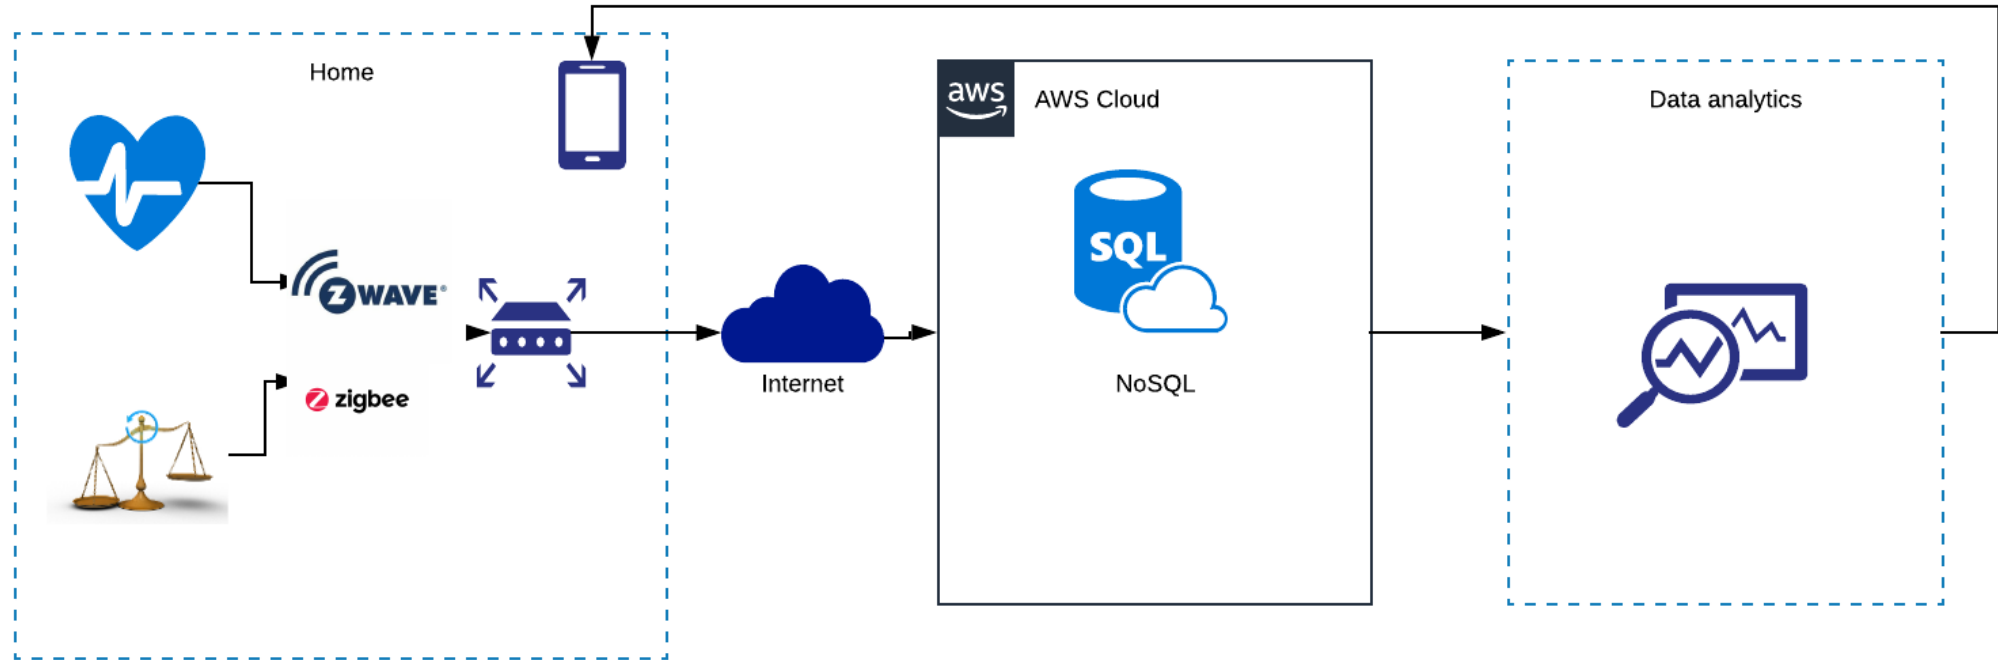 Home
Z WAVE®
zigbee
Internet
aws
AWS Cloud
SQL
NoSQL
Data analytics